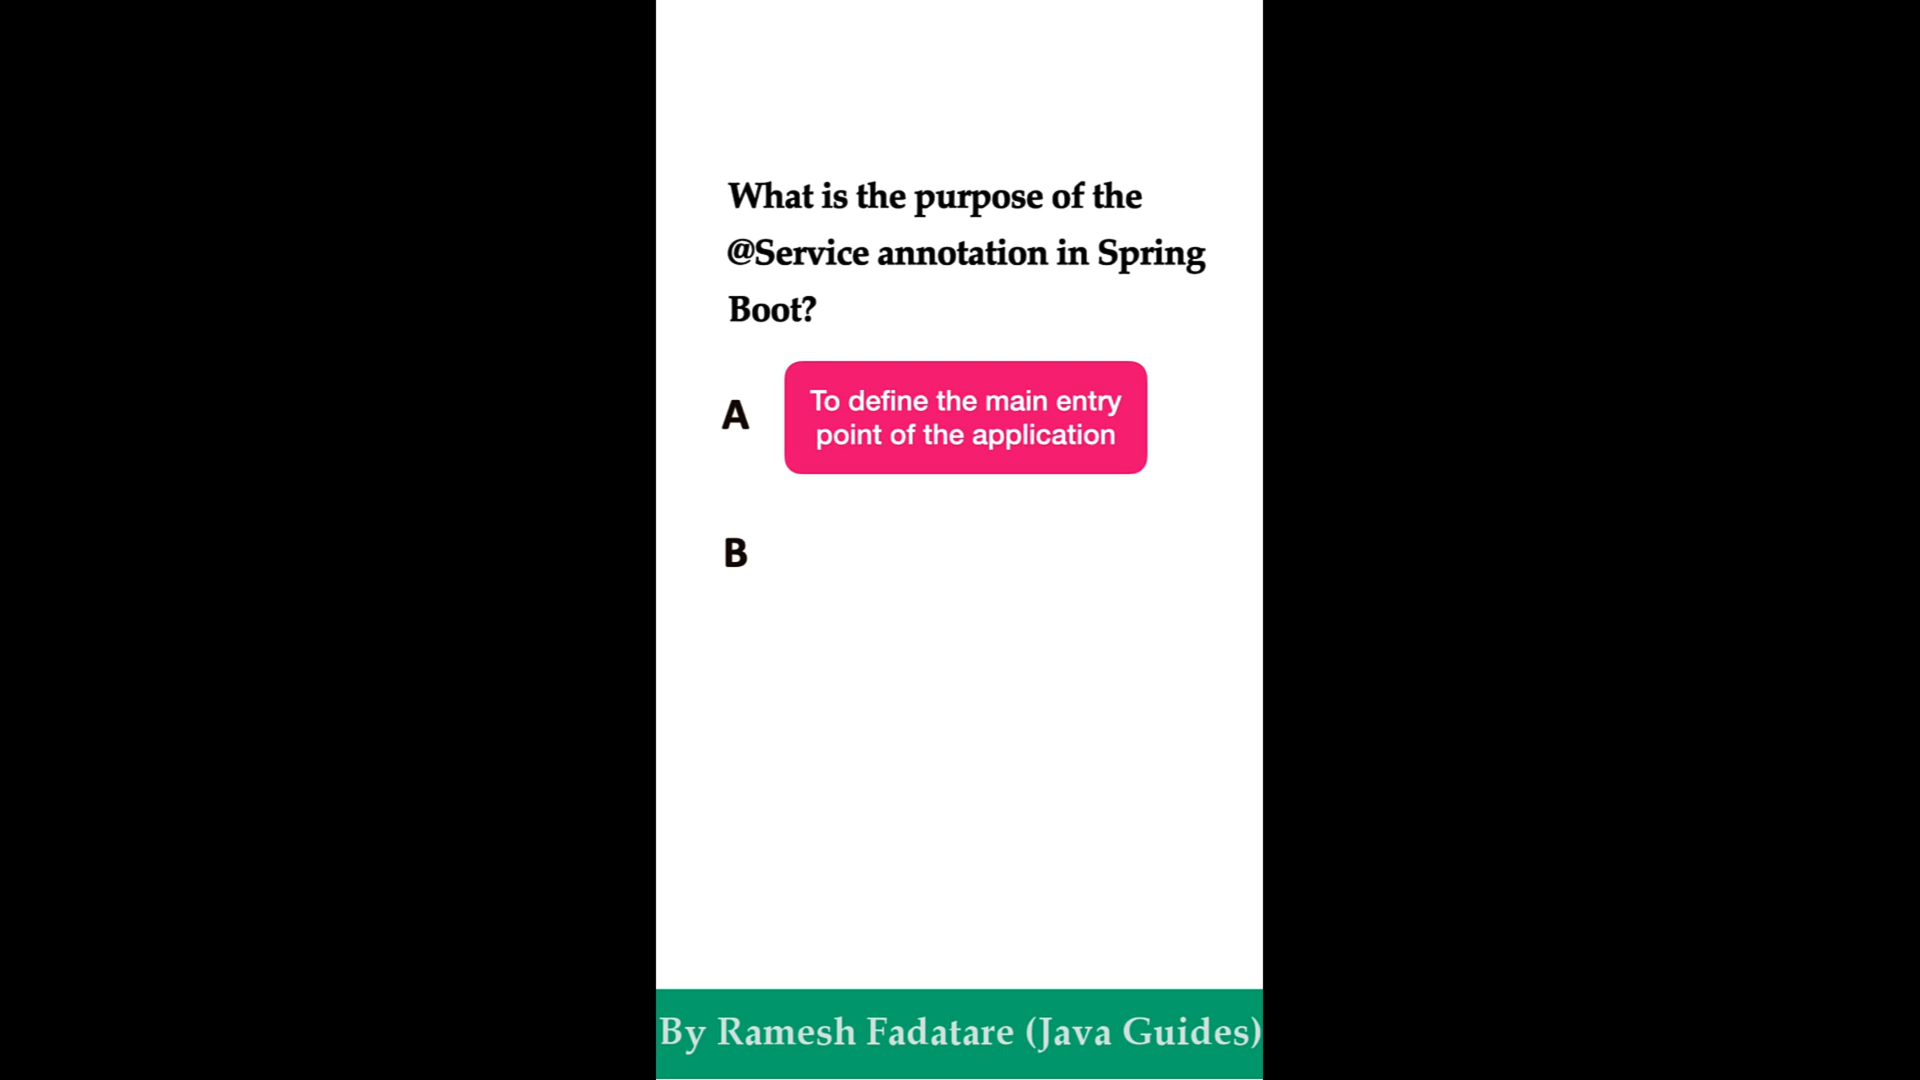 What is the purpose of the
@Service annotation in Spring
Boot?
A
To define the main entry
point of the application
B
By Ramesh Fadatare (Java Guides)